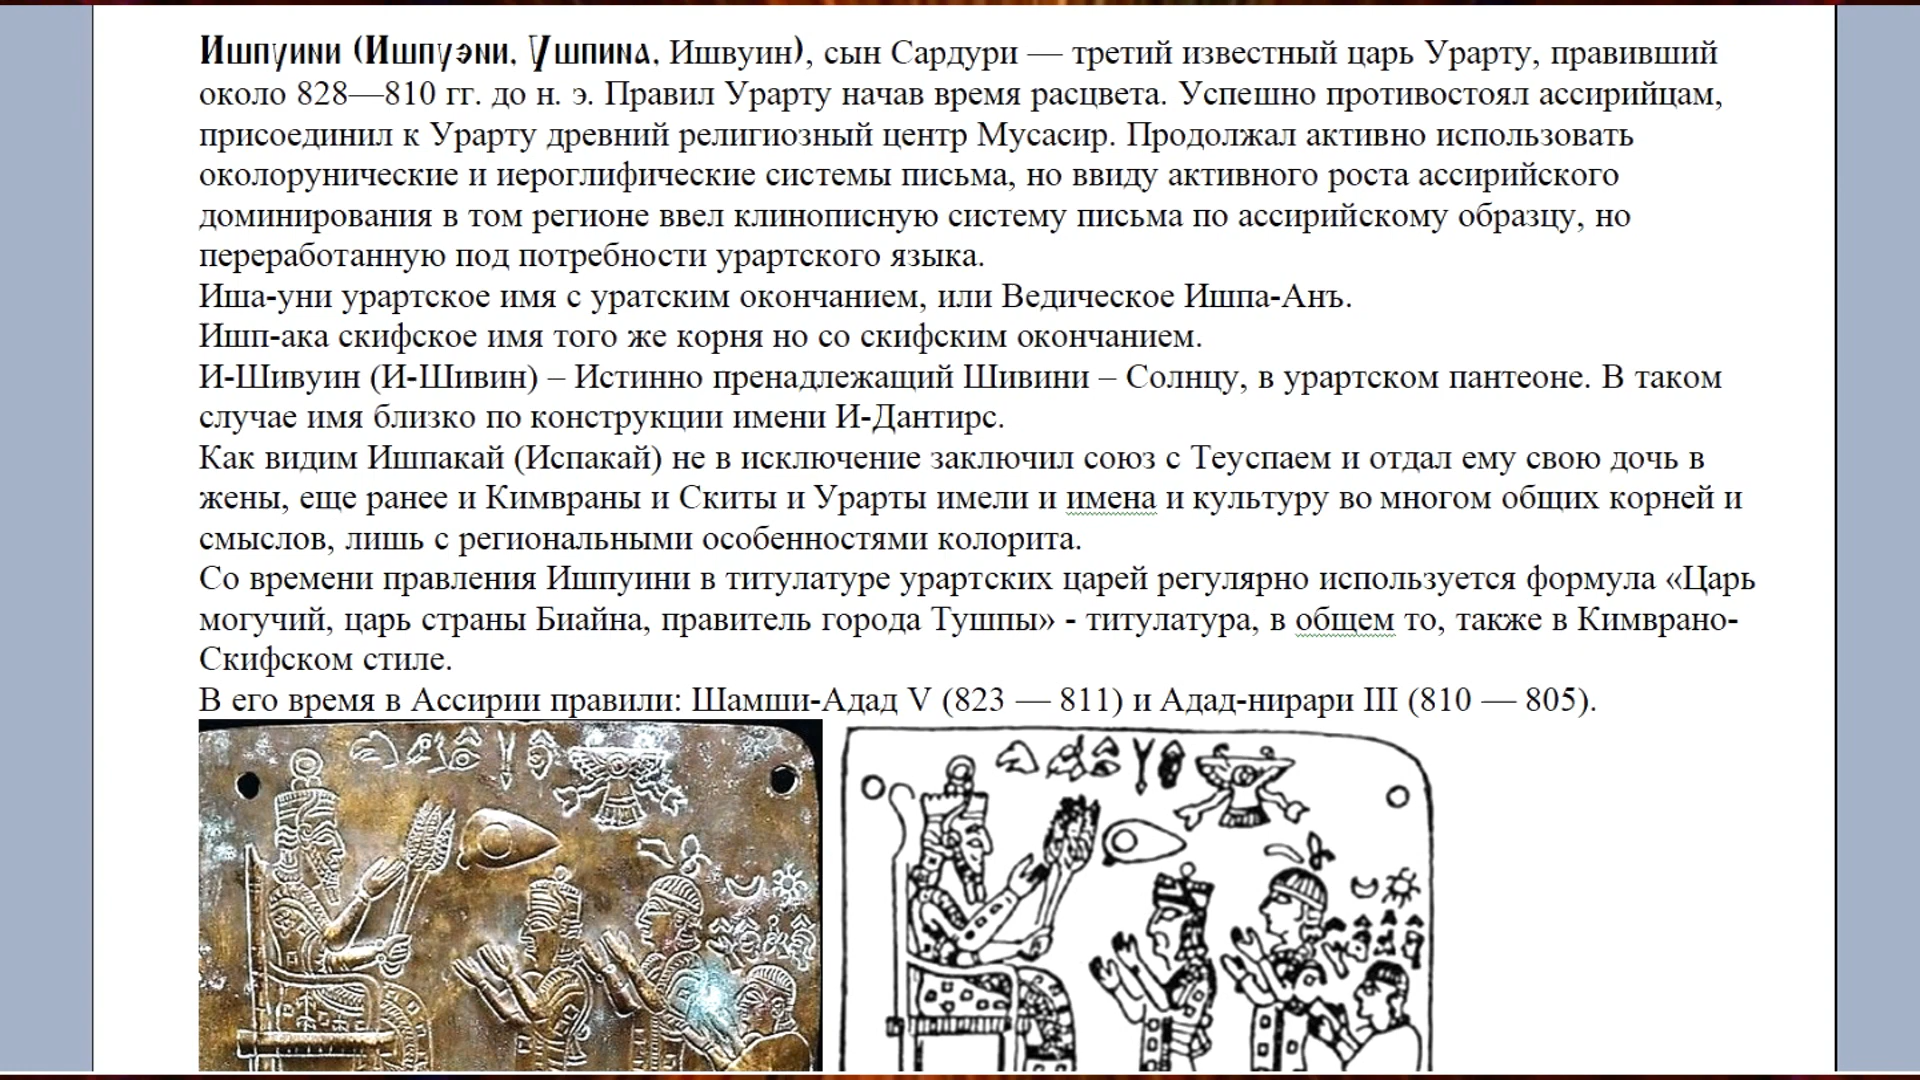 Ишпуини (Ишпуэни, Ушпина, Ишвуин), сын Сардури — третий известный царь Урарту, правивший
около 828—810 гг. до н. э. Правил Урарту начав время расцвета. Успешно противостоял ассирийцам,
присоединил к Урарту древний религиозный центр Мусасир. Продолжал активно использовать
околорунические и иероглифические системы письма, но ввиду активного роста ассирийского
доминирования в том регионе ввел клинописную систему письма по ассирийскому образцу, но
переработанную под потребности урартского языка.
Иша-уни урартское имя с уратским окончанием, или Ведическое Ишпа-Анъ.
Ишп-ака скифское имя того же корня но со скифским окончанием.
И-Шивуин (И-Шивин) – Истинно пренадлежащий Шивини – Солнцу, в урартском пантеоне. В таком
случае имя близко по конструкции имени И-Дантирс.
Как видим Ишпакай (Испакай) не в исключение заключил союз с Теуспаем и отдал ему свою дочь в
жены, еще ранее и Кимвраны и Скиты и Урарты имели и имена и культуру во многом общих корней и
смыслов, лишь с региональными особенностями колорита.
Со времени правления Ишпуини в титулатуре урартских царей регулярно используется формула «Царь
могучий, царь страны Биайна, правитель города Тушпы» - титулатура, в общем то, также в Кимврано-
Скифском стиле.
В его время в Ассирии правили: Шамши-Адад V (823 — 811) и Адад-нирари III (810 — 805).